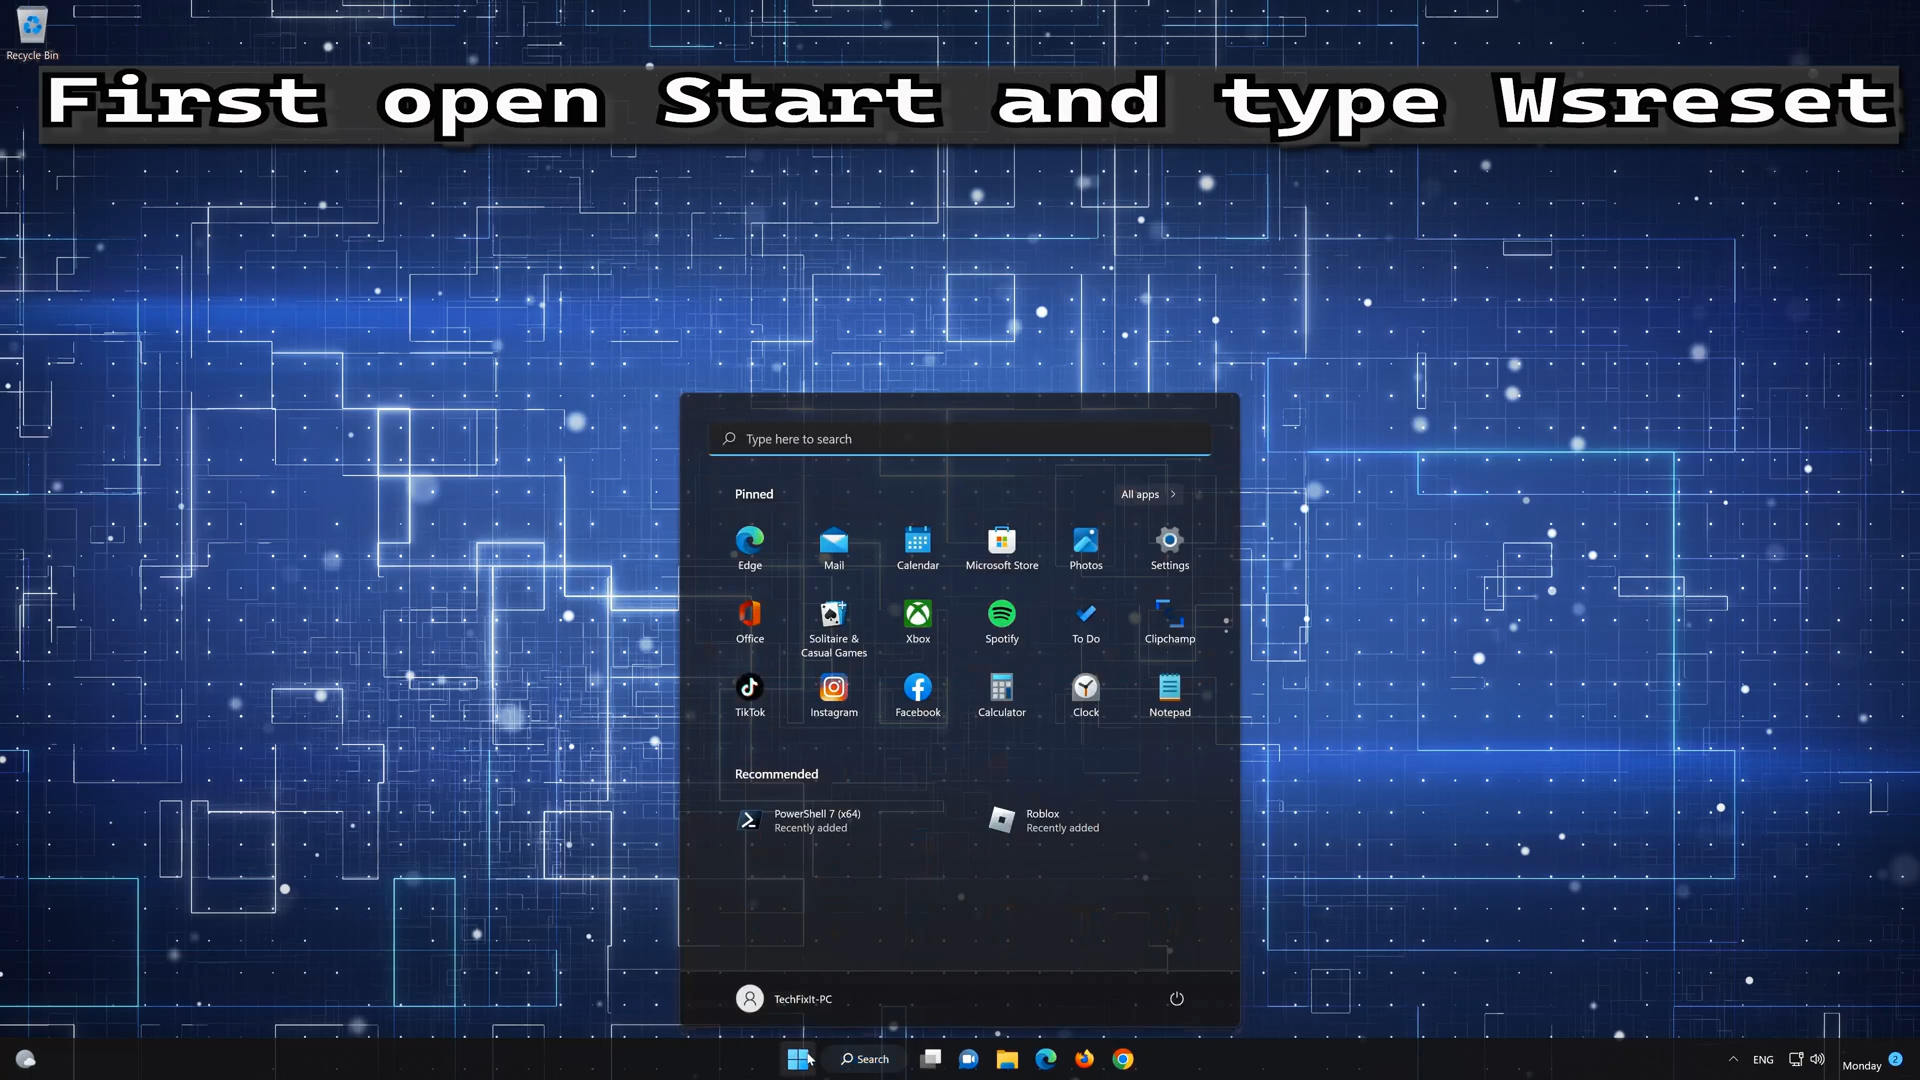 Recycle Bin
First open Start and type Wsreset
Type here to search
Pinned
All apps
Edge
Mail
Calendar
Microsoft Store
Photos
Settings
Office
Solitaire &
Casual Games
Xbox
Spotify
To Do
Clipchamp
TikTok
Instagram
Facebook
Calculator
Clock
Notepad
Recommended
PowerShell 7 (x64)
Recently added
Roblox
Recently added
TechFixIt-PC
Search
ENG
Monday
2